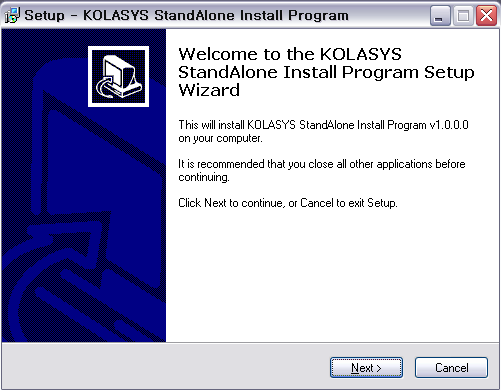 Setup - KOLASYS StandAlone Install Program
Welcome to the KOLASYS
StandAlone Install Program Setup
Wizard
This will install KOLASYS StandAlone Install Program v1.0.0.0
on your computer.
It is recommended that you close all other applications before
continuing.
Click Next to continue, or Cancel to exit Setup.
Next >
Cancel